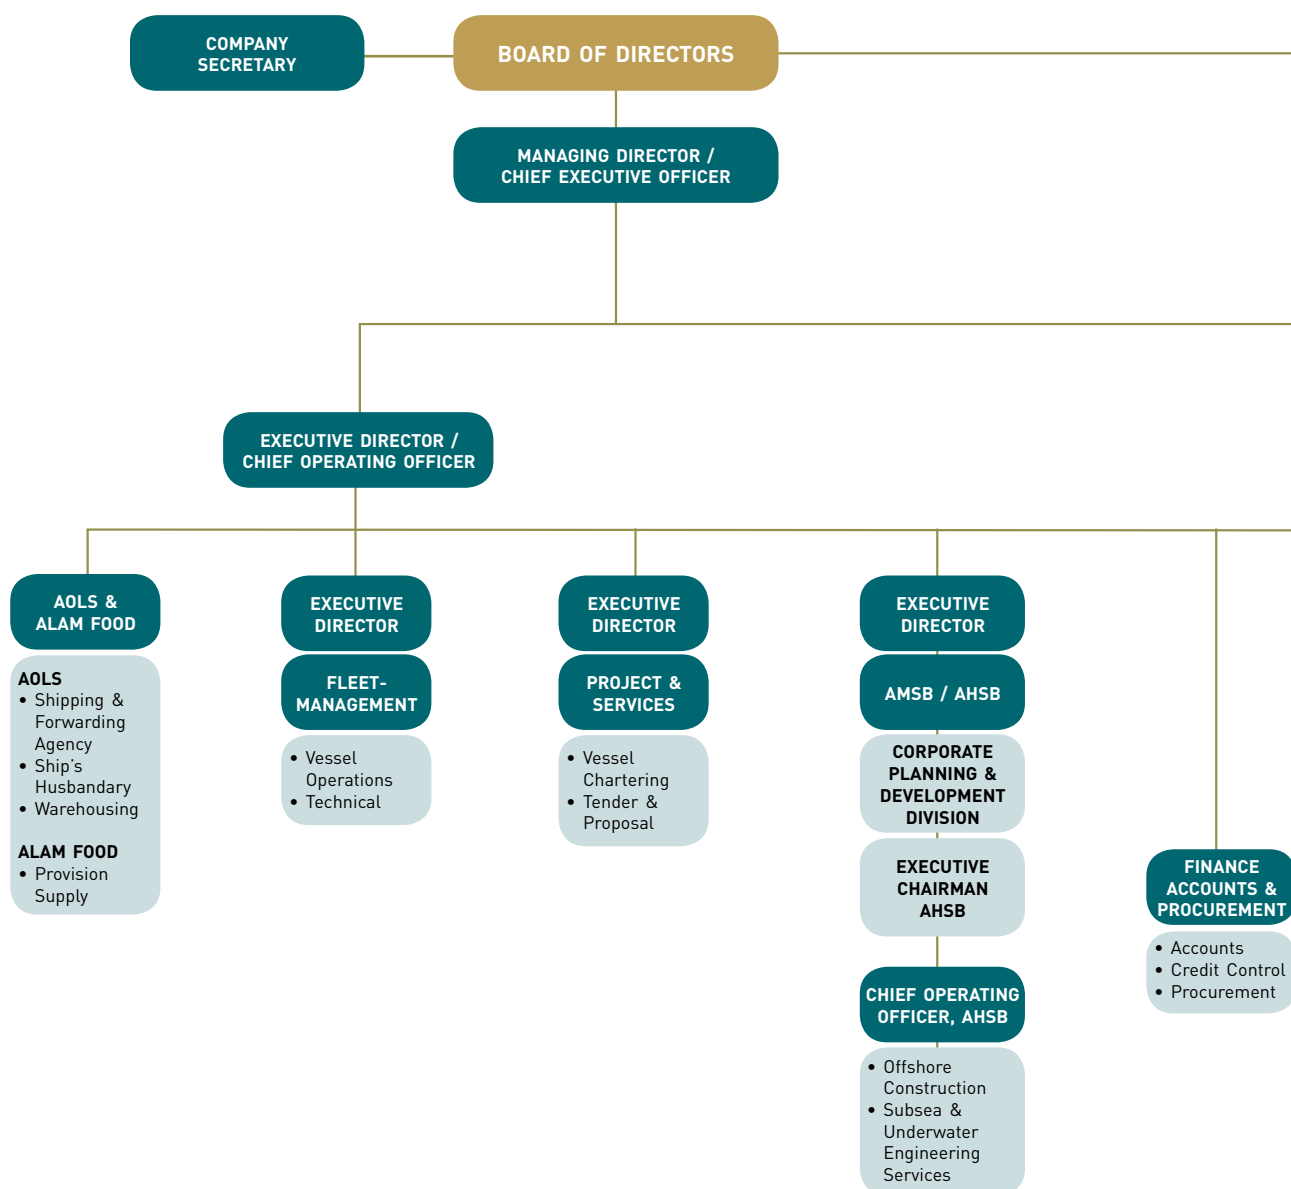 COMPANY
SECRETARY
BOARD OF DIRECTORS
MANAGING DIRECTOR /
CHIEF EXECUTIVE OFFICER
EXECUTIVE DIRECTOR /
CHIEF OPERATING OFFICER
AOLS &
ALAM FOOD
AOLS
• Shipping &
Forwarding
Agency
• Ship's
Husbandary
• Warehousing
ALAM FOOD
• Provision
Supply
EXECUTIVE
DIRECTOR
FLEET-
MANAGEMENT
• Vessel
Operations
• Technical
EXECUTIVE
DIRECTOR
PROJECT &
SERVICES
• Vessel
Chartering
• Tender &
Proposal
EXECUTIVE
DIRECTOR
AMSB / AHSB
CORPORATE
PLANNING &
DEVELOPMENT
DIVISION
EXECUTIVE
CHAIRMAN
AHSB
CHIEF OPERATING
OFFICER, AHSB
• Offshore
Construction
• Subsea &
Underwater
Engineering
Services
FINANCE
ACCOUNTS &
PROCUREMENT
• Accounts
• Credit Control
• Procurement